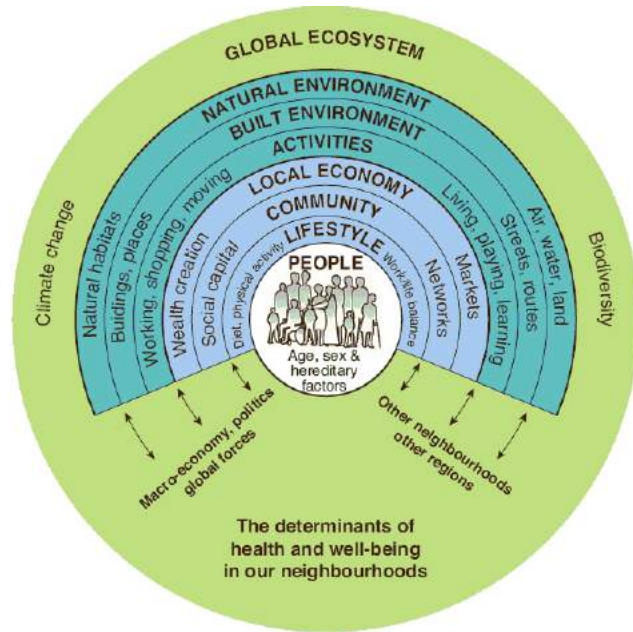 GLOBAL ECOSYSTEM
NATURAL ENVIRONMENT
BUILT ENVIRONMENT
ACTIVITIES
LOCAL ECONOMY
COMMUNITY
LIFESTYLE
PEOPLE
Age, sex &
hereditary
factors
Climate change
Natural habitats
Buidings, places
Working, shopping, moving
Wealth creation
Social capital
Diet, physical activity
Work/life balance
Networks
Markets
Living, playing, learning
Streets, routes
Air, water, land
Biodiversity
Macro-economy, politics
global forces
Other neighbourhoods
other regions
The determinants of
health and well-being
in our neighbourhoods